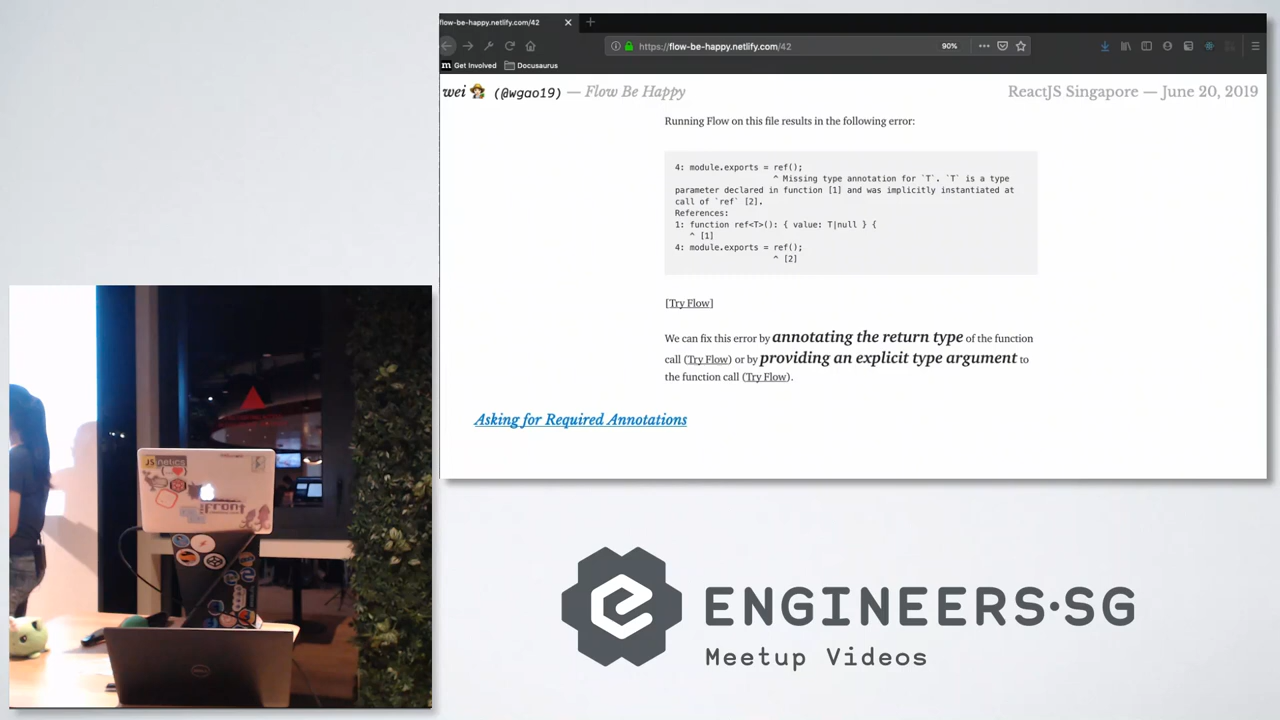 flow-be-happy.netlify.com/42
https://flow-be-happy.netlify.com/42
90%
m Get Involved
Docusaurus
wei (@wgao19) — Flow Be Happy
ReactJS Singapore — June 20, 2019
Running Flow on this file results in the following error:
4: module.exports = ref();
^ Missing type annotation for `T`. `T` is a type
parameter declared in function [1] and was implicitly instantiated at
call of `ref` [2].
References:
1: function ref<T>(): { value: T|null } {
^ [1]
4: module.exports = ref();
^ [2]
[Try Flow]
We can fix this error by annotating the return type of the function
call (Try Flow) or by providing an explicit type argument to
the function call (Try Flow).
Asking for Required Annotations
JSnetics
front
DELL
ENGINEERS·SG
Meetup Videos